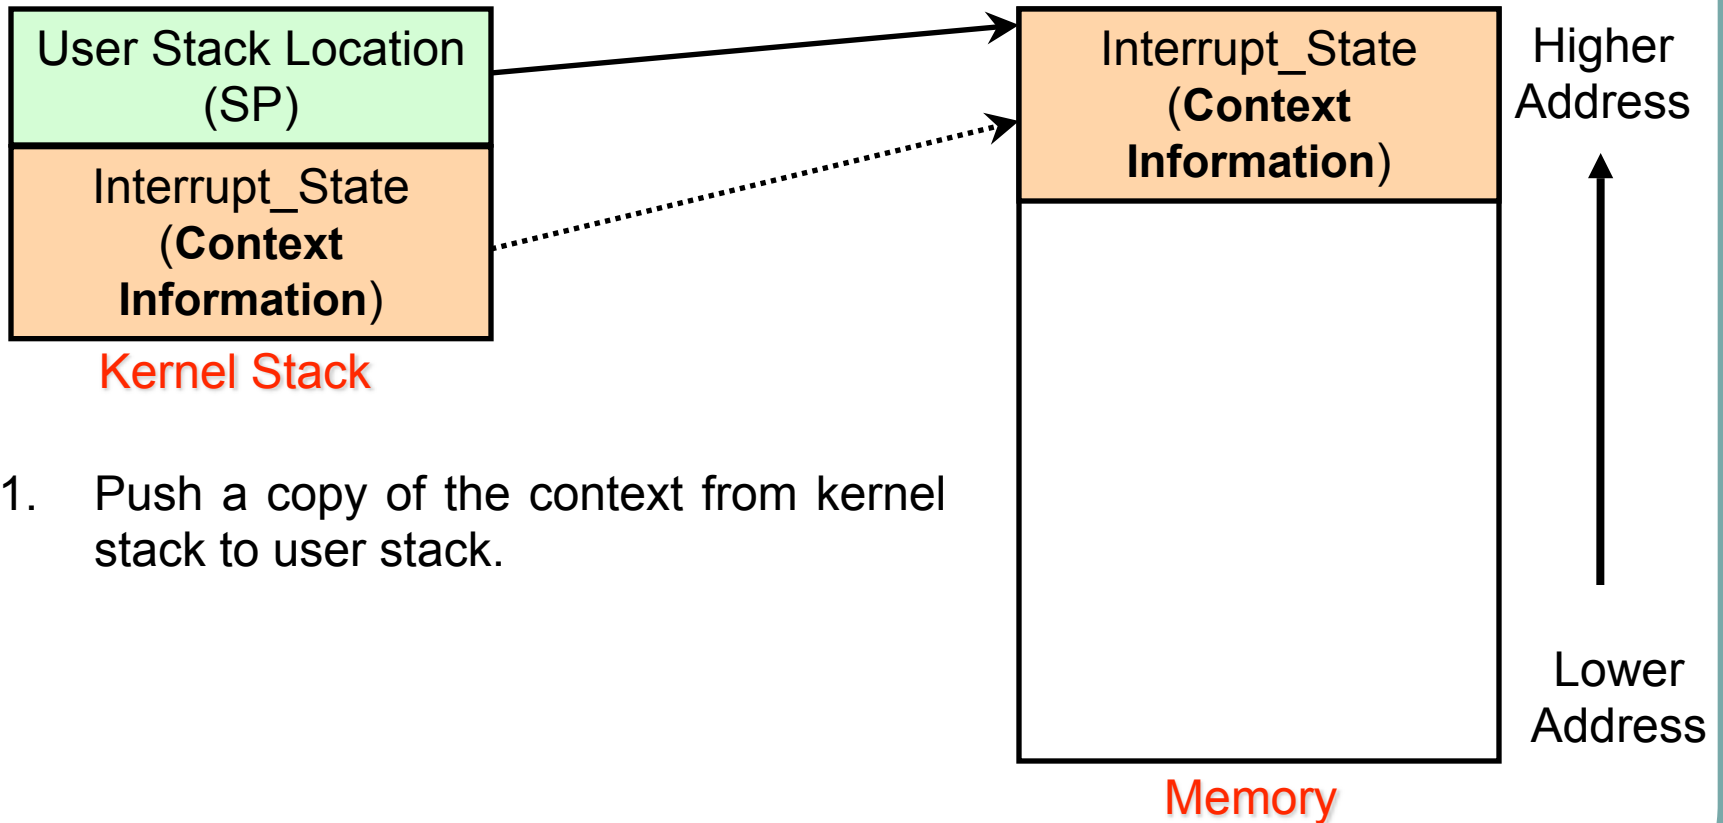 User Stack Location
(SP)
Interrupt_State
(Context
Information)
Kernel Stack
1. Push a copy of the context from kernel
stack to user stack.
Interrupt_State
(Context
Information)
Memory
Higher
Address
Lower
Address